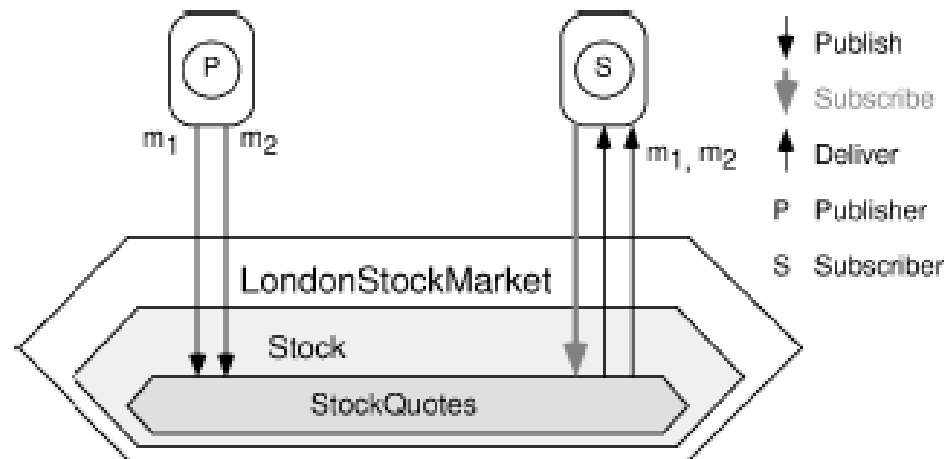 P
S
m1
m2
m1, m2
Publish
Subscribe
Deliver
P Publisher
S Subscriber
LondonStockMarket
Stock
StockQuotes